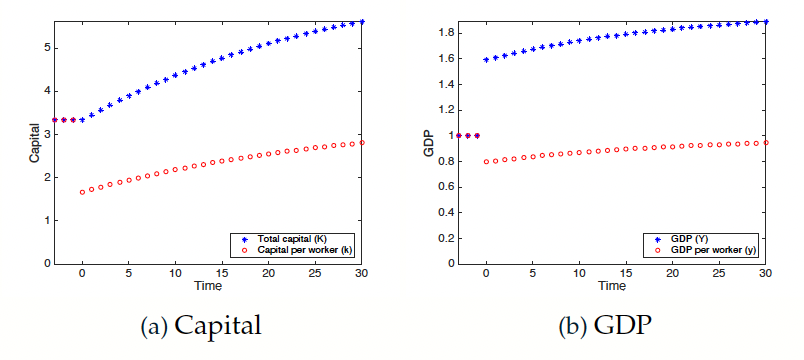 5
4
3
2
1
0
Capital
Total capital (K)
Capital per worker (k)
0 5 10 15 20 25 30
Time
(a) Capital
1.8
1.6
1.4
1.2
1
0.8
0.6
0.4
0.2
0
GDP
GDP (Y)
GDP per worker (y)
0 5 10 15 20 25 30
Time
(b) GDP